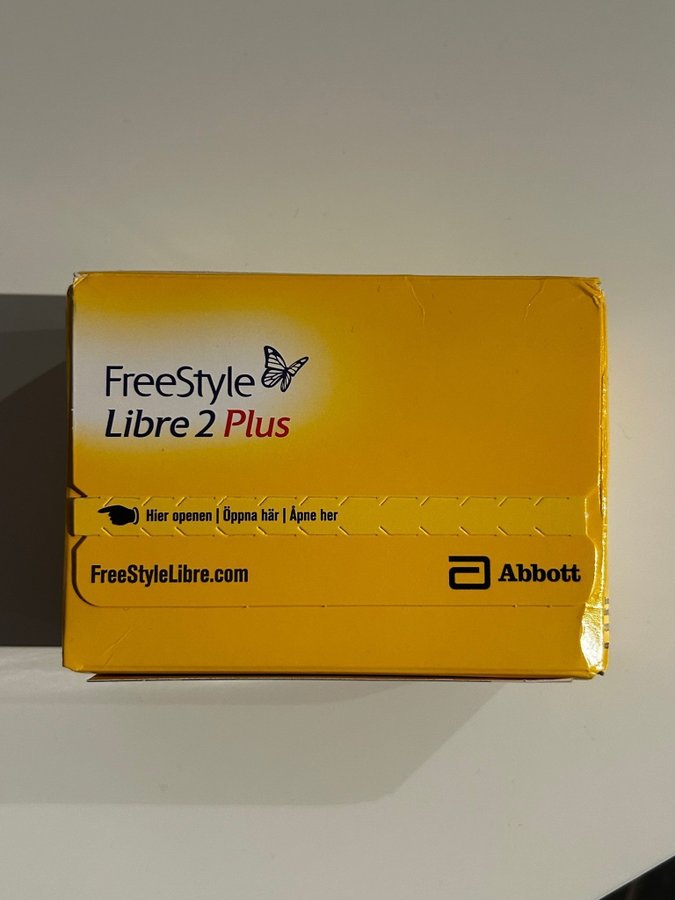 FreeStyle
Libre 2 Plus
Hier openen | Öppna här | Åpne her
FreeStyleLibre.com
Abbott